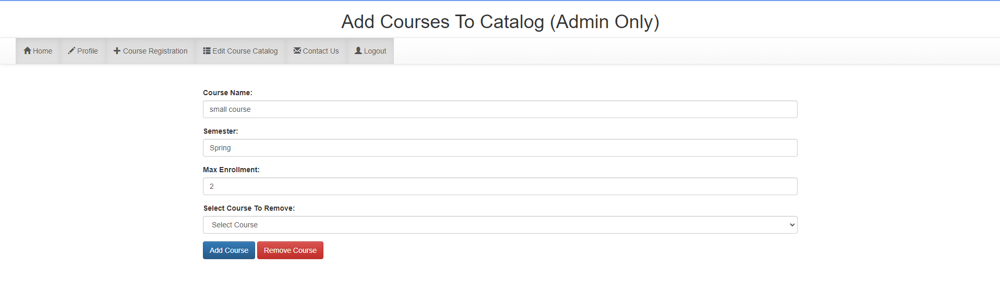 Add Courses To Catalog (Admin Only)
Home Profile Course Registration Edit Course Catalog Contact Us Logout
Course Name:
small course
Semester:
Spring
Max Enrollment:
2
Select Course To Remove:
Select Course
Add Course Remove Course